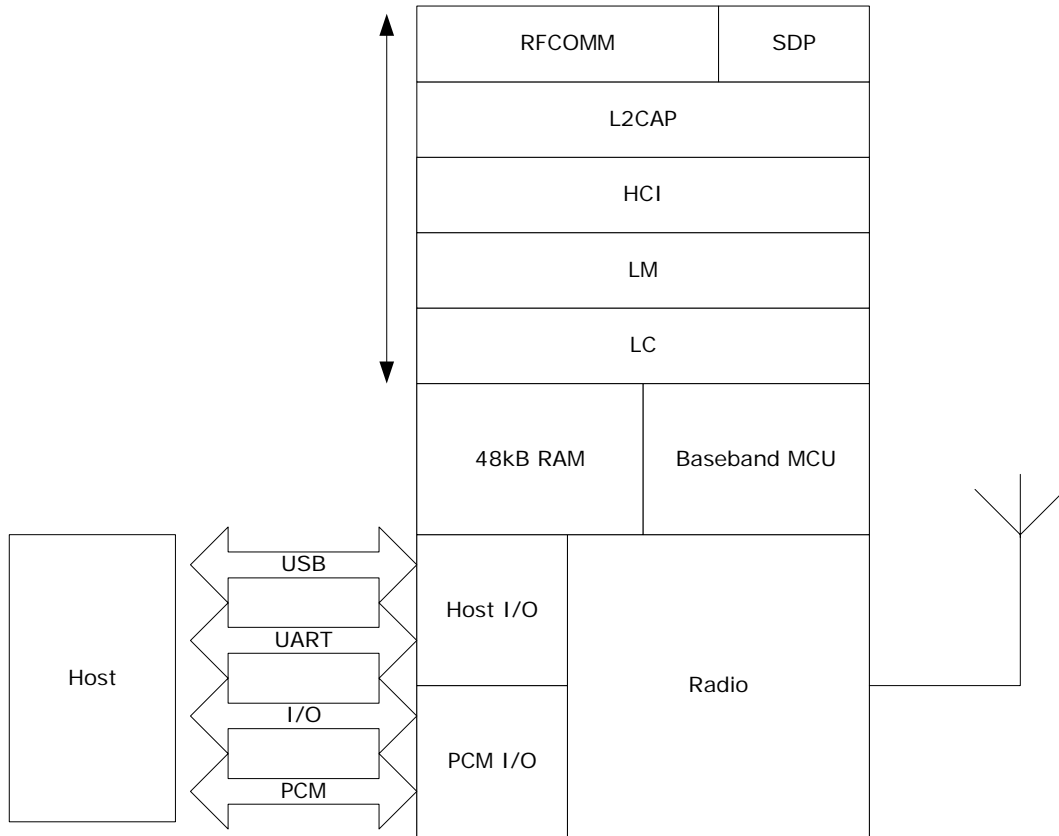 RFCOMM
SDP
L2CAP
HCI
LM
LC
48kB RAM
Baseband MCU
USB
Host I/O
UART
Host
Radio
I/O
PCM I/O
PCM